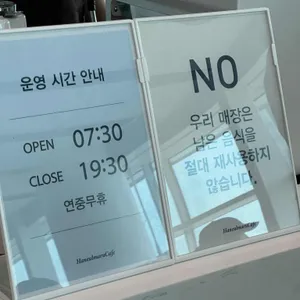 운영 시간 안내
OPEN 07:30
CLOSE 19:30
연중무휴
NO
우리 매장은
남은 음식을
절대 재사용하지
않습니다.